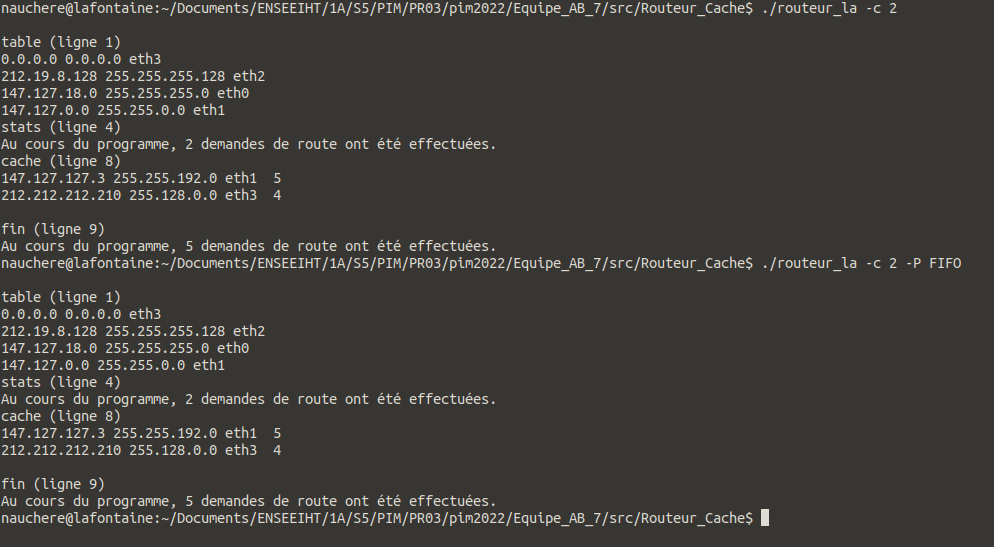 nauchere@lafontaine:~/Documents/ENSEEIHT/1A/S5/PIM/PR03/pim2022/Equipe_AB_7/src/Routeur_Cache$ ./routeur_la -c 2
table (ligne 1)
0.0.0.0 0.0.0.0 eth3
212.19.8.128 255.255.255.128 eth2
147.127.18.0 255.255.255.0 eth0
147.127.0.0 255.255.0.0 eth1
stats (ligne 4)
Au cours du programme, 2 demandes de route ont été effectuées.
cache (ligne 8)
147.127.127.3 255.255.192.0 eth1  5
212.212.212.210 255.128.0.0 eth3  4
fin (ligne 9)
Au cours du programme, 5 demandes de route ont été effectuées.
nauchere@lafontaine:~/Documents/ENSEEIHT/1A/S5/PIM/PR03/pim2022/Equipe_AB_7/src/Routeur_Cache$ ./routeur_la -c 2 -P FIFO
table (ligne 1)
0.0.0.0 0.0.0.0 eth3
212.19.8.128 255.255.255.128 eth2
147.127.18.0 255.255.255.0 eth0
147.127.0.0 255.255.0.0 eth1
stats (ligne 4)
Au cours du programme, 2 demandes de route ont été effectuées.
cache (ligne 8)
147.127.127.3 255.255.192.0 eth1  5
212.212.212.210 255.128.0.0 eth3  4
fin (ligne 9)
Au cours du programme, 5 demandes de route ont été effectuées.
nauchere@lafontaine:~/Documents/ENSEEIHT/1A/S5/PIM/PR03/pim2022/Equipe_AB_7/src/Routeur_Cache$